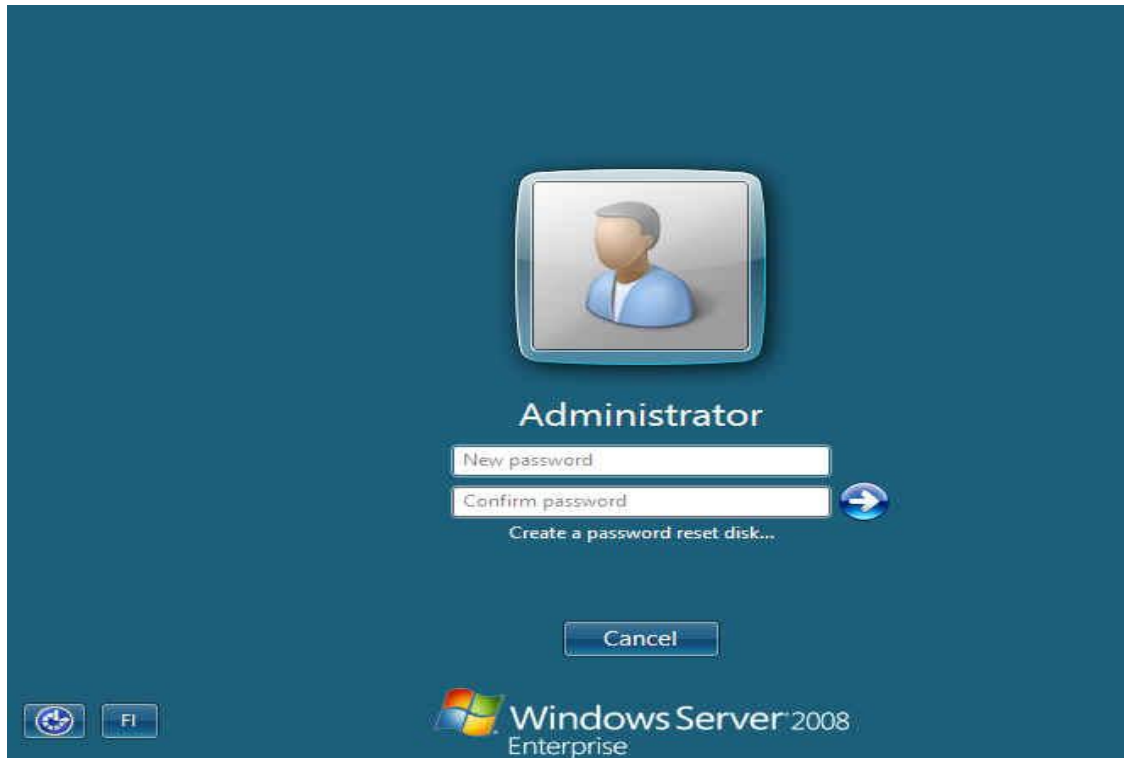 Administrator
New password
Confirm password
Create a password reset disk...
Cancel
FI
Windows Server 2008
Enterprise